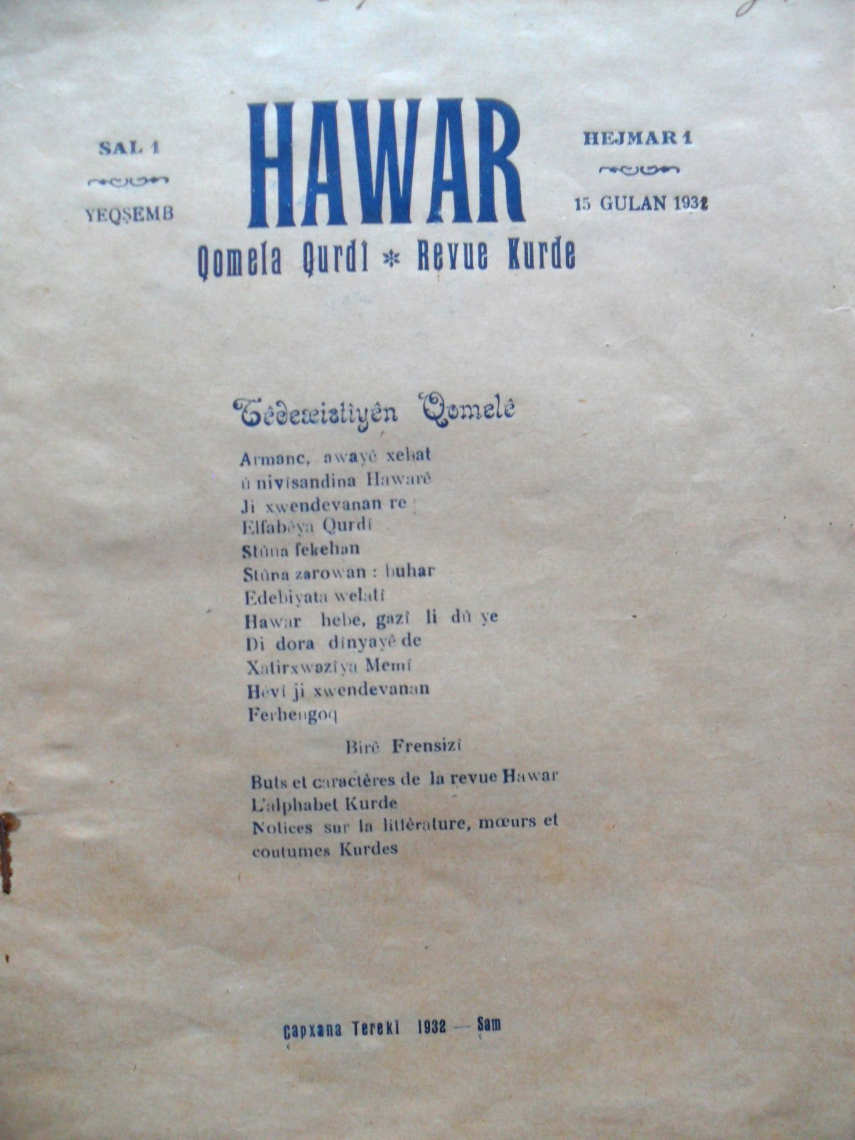 SAL 1
YEQŞEMB
HAWAR
HEJMAR 1
15 GULAN 1932
Qomela Qurdî * Revue Kurde
Têdexistîyên Qomelê
Armanc, awayê xebat
û nivîsandina Hawarê
Ji xwendevanan re
Elfabêya Qurdî
Stûna fekehan
Stûna zarowan : buhar
Edebiyata welatî
Hawar hebe, gazî li dû ye
Di dora dinyayê de
Xatirxwazîya Memî
Hêvî ji xwendevanan
Ferhengoq
Birê Frensizî
Buts et caractères de la revue Hawar
L'alphabet Kurde
Notices sur la littérature, mœurs et
coutumes Kurdes
Çapxana Tereki 1932 — Şam